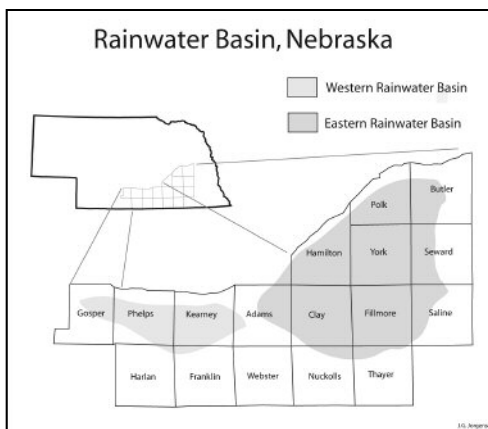 Rainwater Basin, Nebraska
Western Rainwater Basin
Eastern Rainwater Basin
Polk
Butler
Hamilton
York
Seward
Gosper
Phelps
Kearney
Adams
Clay
Fillmore
Saline
Harlan
Franklin
Webster
Nuckolls
Thayer